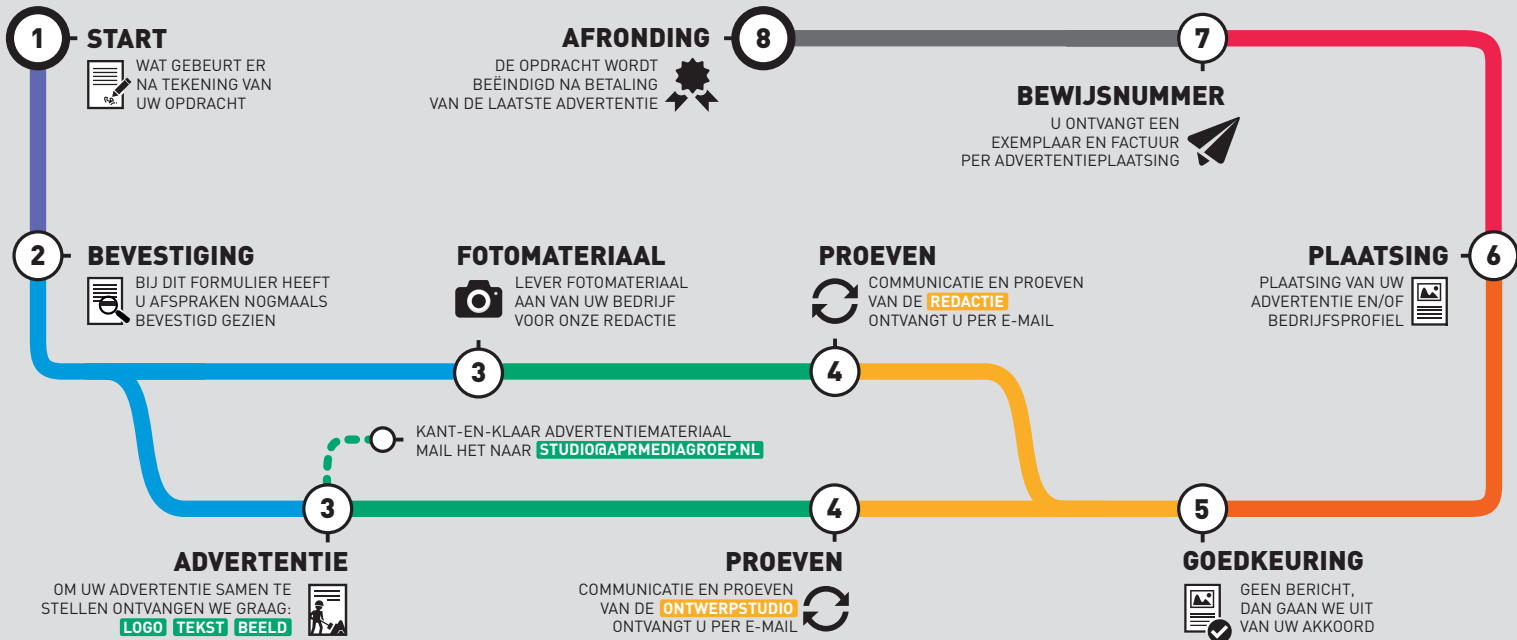 1 START
WAT GEBEURT ER
NA TEKENING VAN
UW OPDRACHT
AFRONDING 8
DE OPDRACHT WORDT
BEËINDIGD NA BETALING
VAN DE LAATSTE ADVERTENTIE
7
BEWIJSNUMMER
U ONTVANGT EEN
EXEMPLAAR EN FACTUUR
PER ADVERTENTIEPLAATSING
2 BEVESTIGING
BIJ DIT FORMULIER HEEFT
U AFSPRAKEN NOGMAALS
BEVESTIGD GEZIEN
FOTOMATERIAAL
LEVER FOTOMATERIAAL
AAN VAN UW BEDRIJF
VOOR ONZE REDACTIE
3
PROEVEN
COMMUNICATIE EN PROEVEN
VAN DE REDACTIE
ONTVANGT U PER E-MAIL
4
PLAATSING 6
PLAATSING VAN UW
ADVERTENTIE EN/OF
BEDRIJFSPROFIEL
KANT-EN-KLAAR ADVERTENTIEMATERIAAL
MAIL HET NAAR STUDIO@APRMEDIAGROEP.NL
3
ADVERTENTIE
OM UW ADVERTENTIE SAMEN TE
STELLEN ONTVANGEN WE GRAAG:
LOGO TEKST BEELD
4
PROEVEN
COMMUNICATIE EN PROEVEN
VAN DE ONTWERPSTUDIO
ONTVANGT U PER E-MAIL
5
GOEDKEURING
GEEN BERICHT,
DAN GAAN WE UIT
VAN UW AKKOORD